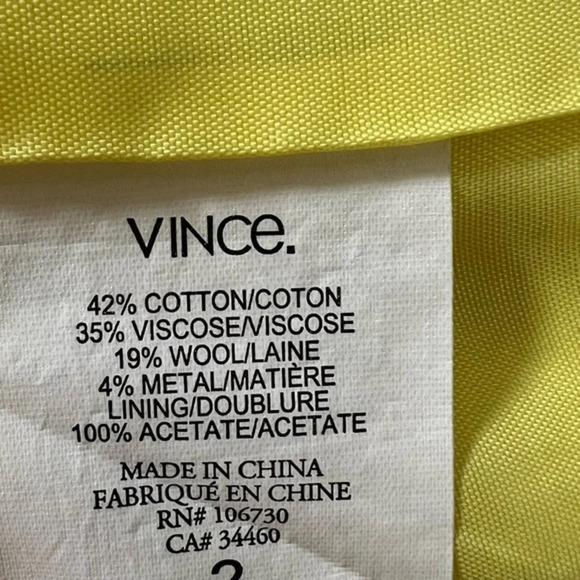 VINCe.
42% COTTON/COTON
35% VISCOSE/VISCOSE
19% WOOL/LAINE
4% METAL/MATIÈRE
LINING/DOUBLURE
100% ACETATE/ACETATE
MADE IN CHINA
FABRIQUÉ EN CHINE
RN# 106730
CA# 34460